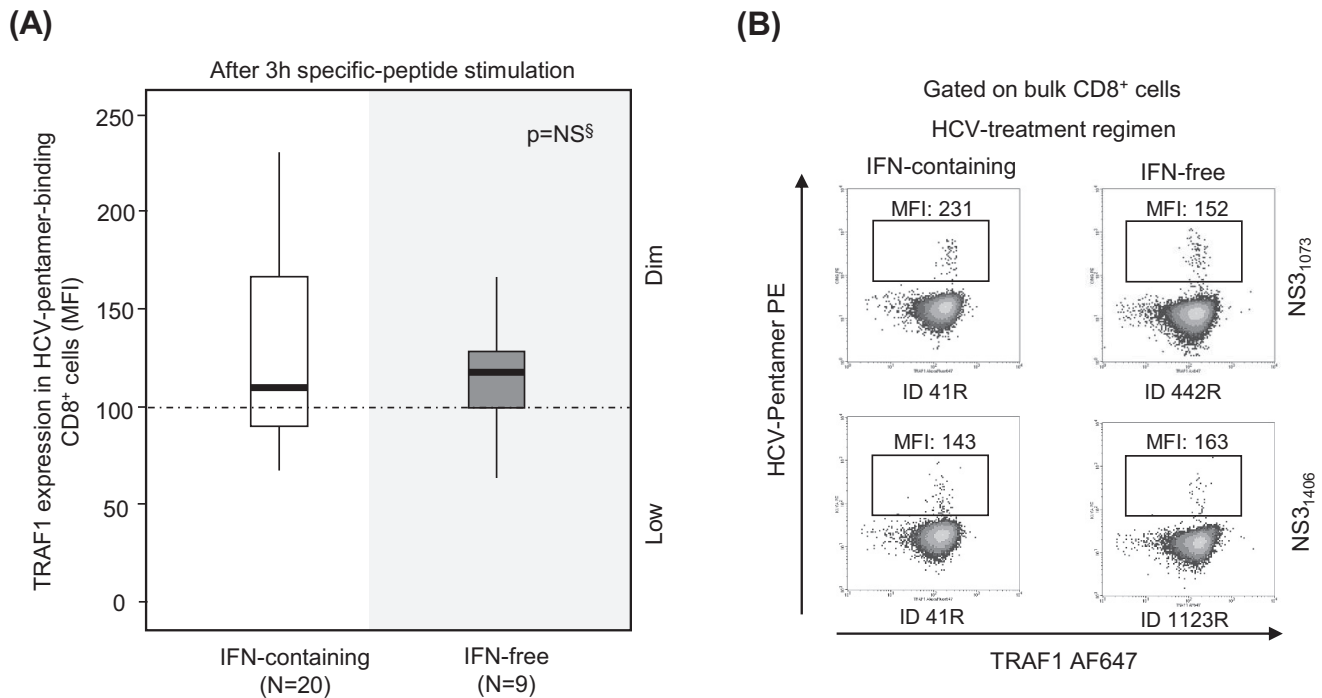 (A)
After 3h specific-peptide stimulation
TRAF1 expression in HCV-pentamer-binding
CD8+ cells (MFI)
250
200
150
100
50
0
p=NS§
Dim
Low
IFN-containing
(N=20)
IFN-free
(N=9)
(B)
Gated on bulk CD8+ cells
HCV-treatment regimen
IFN-containing
IFN-free
HCV-Pentamer PE
MFI: 231
MFI: 152
NS31073
ID 41R
ID 442R
MFI: 143
MFI: 163
NS31406
ID 41R
ID 1123R
TRAF1 AF647